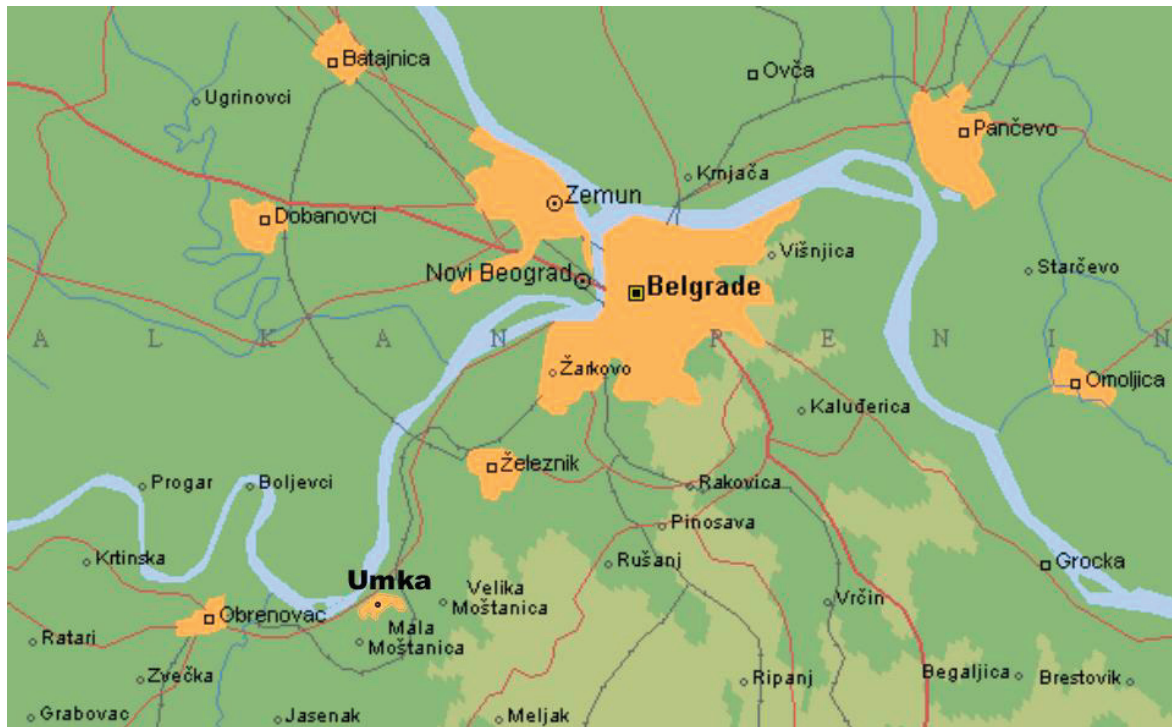 Batajnica
Ovča
Ugrinovci
Pančevo
Krnjača
Zemun
Dobanovci
Višnjica
Starčevo
Novi Beograd
Belgrade
A L K A N P E N I N
Žarkovo
Omoljica
Kaluđerica
Železnik
Progar
Boljevci
Rakovica
Pinosava
Krtinska
Umka
Rušanj
Grocka
Velika
Moštanica
Vrčin
Obrenovac
Mala
Moštanica
Ratari
Zvečka
Ripanj
Begaljica
Brestovik
Grabovac
Jasenak
Meljak